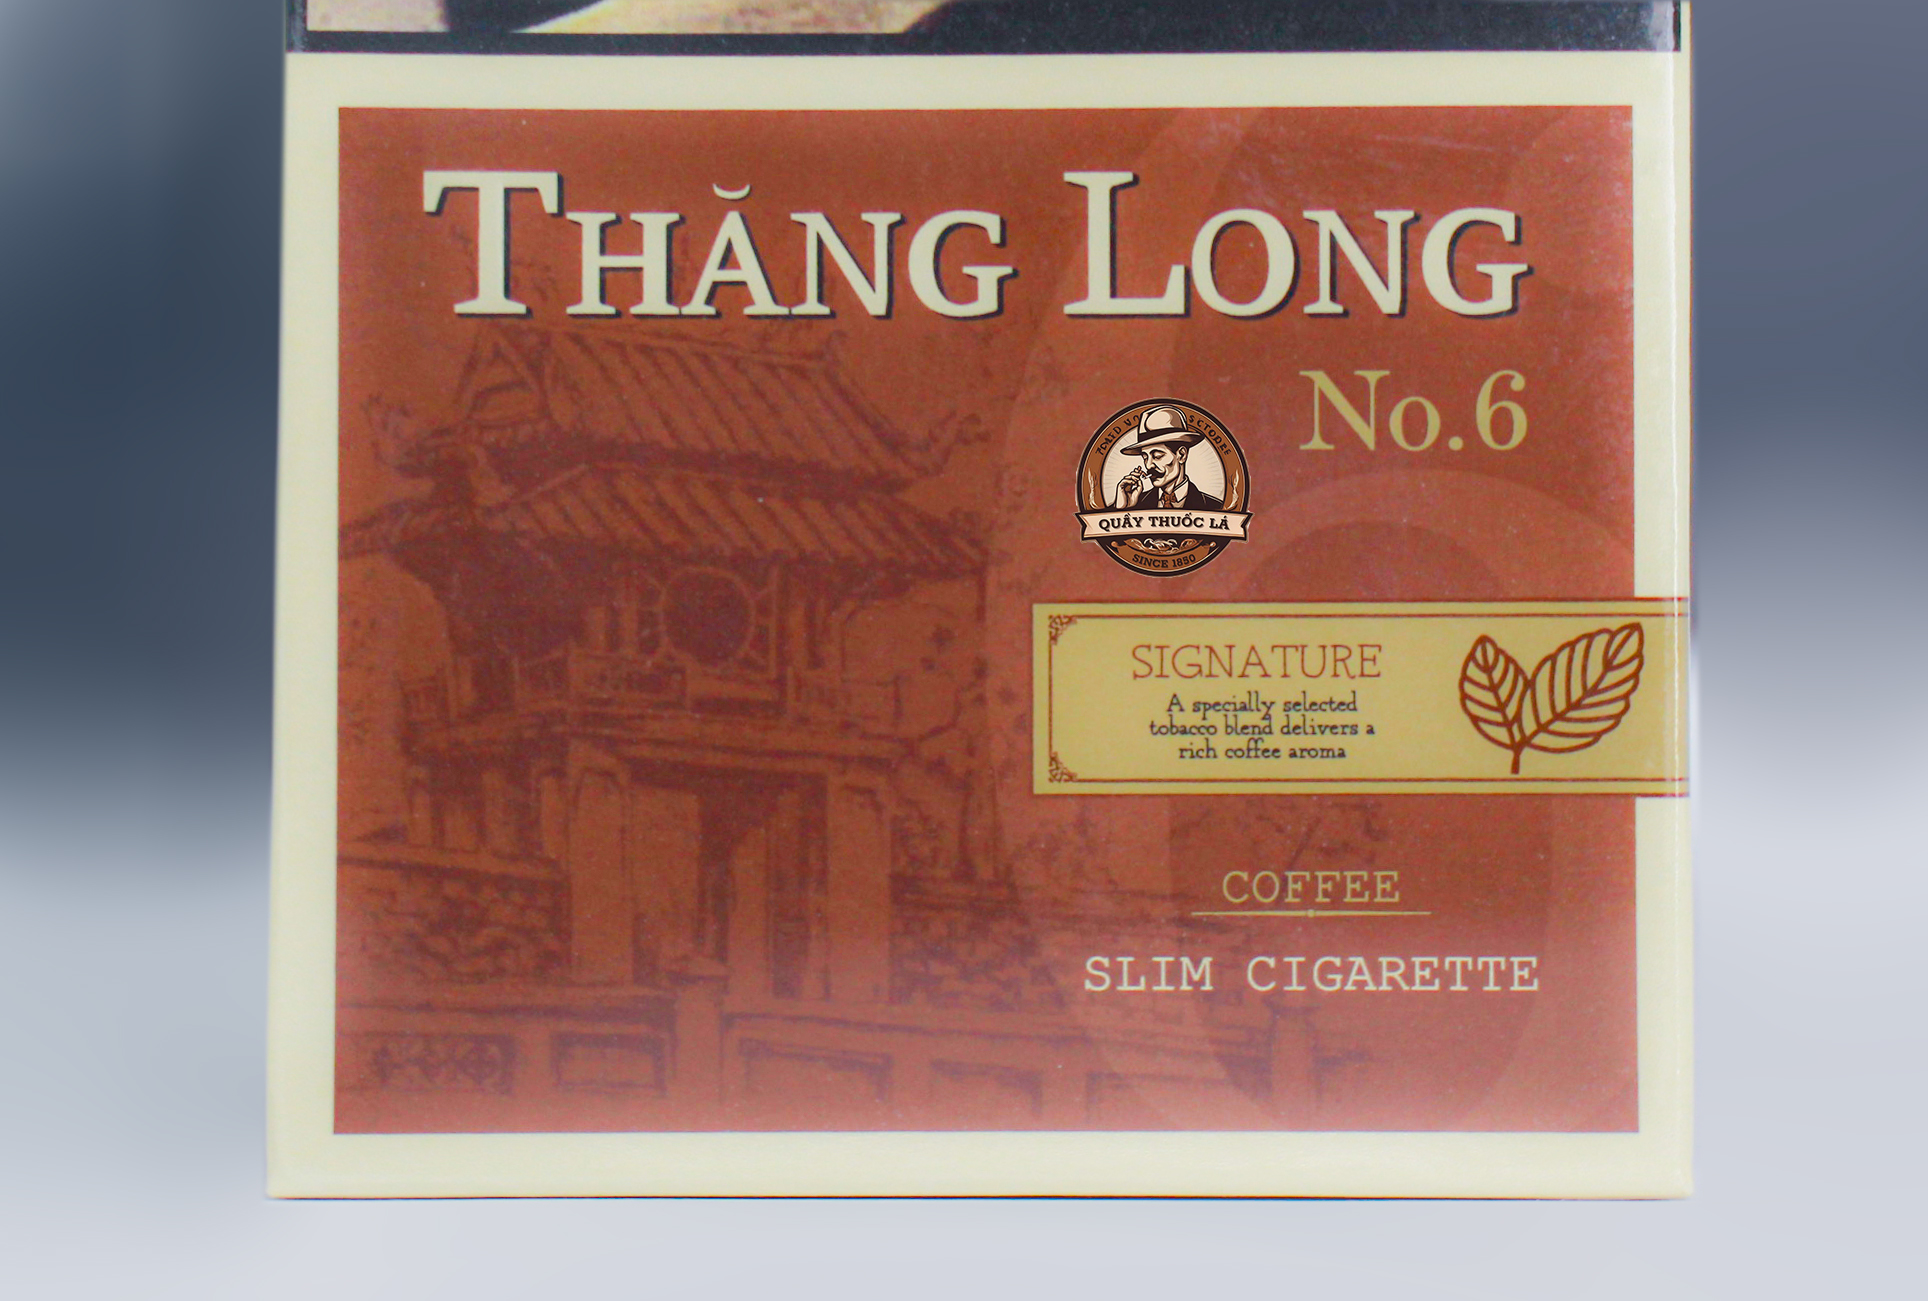 THĂNG LONG
No.6
QUẦY THUỐC LÁ
SINCE 1850
SIGNATURE
A specially selected
tobacco blend delivers a
rich coffee aroma
COFFEE
SLIM CIGARETTE